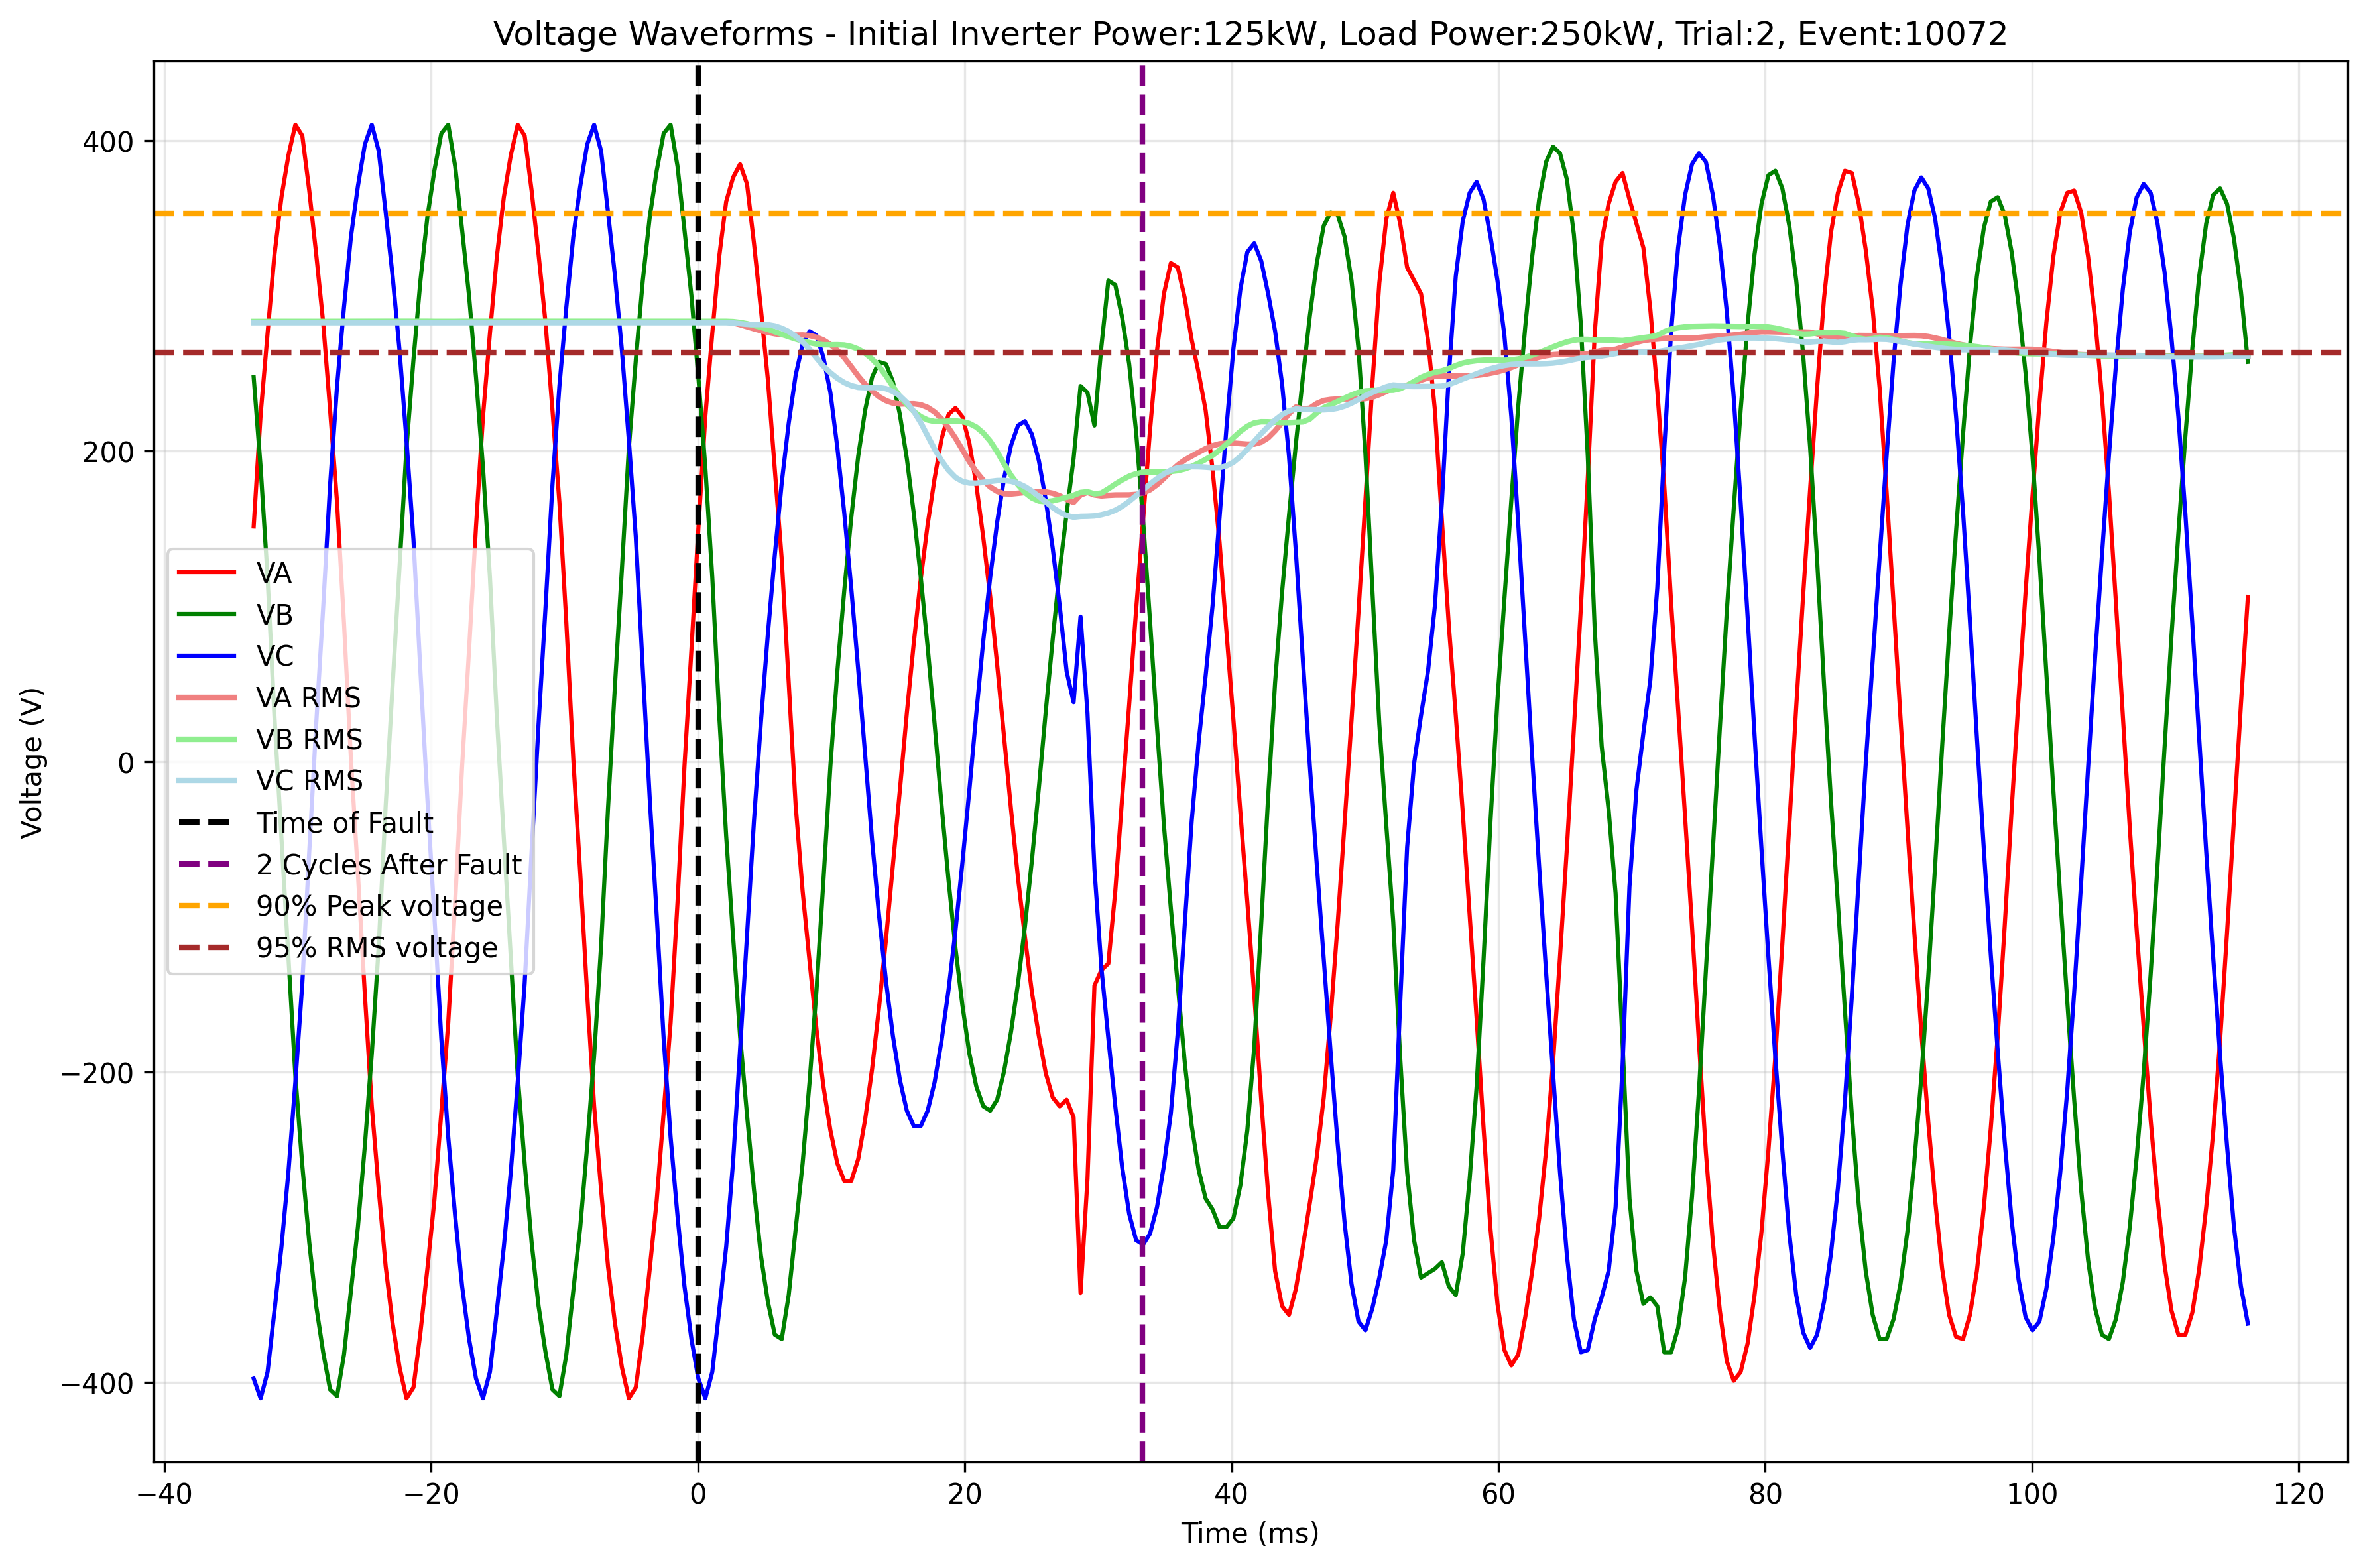 Voltage Waveforms - Initial Inverter Power:125kW, Load Power:250kW, Trial:2, Event:10072
Voltage (V)
400
200
0
−200
−400
VA
VB
VC
VA RMS
VB RMS
VC RMS
Time of Fault
2 Cycles After Fault
90% Peak voltage
95% RMS voltage
−40
−20
0
20
40
60
80
100
120
Time (ms)